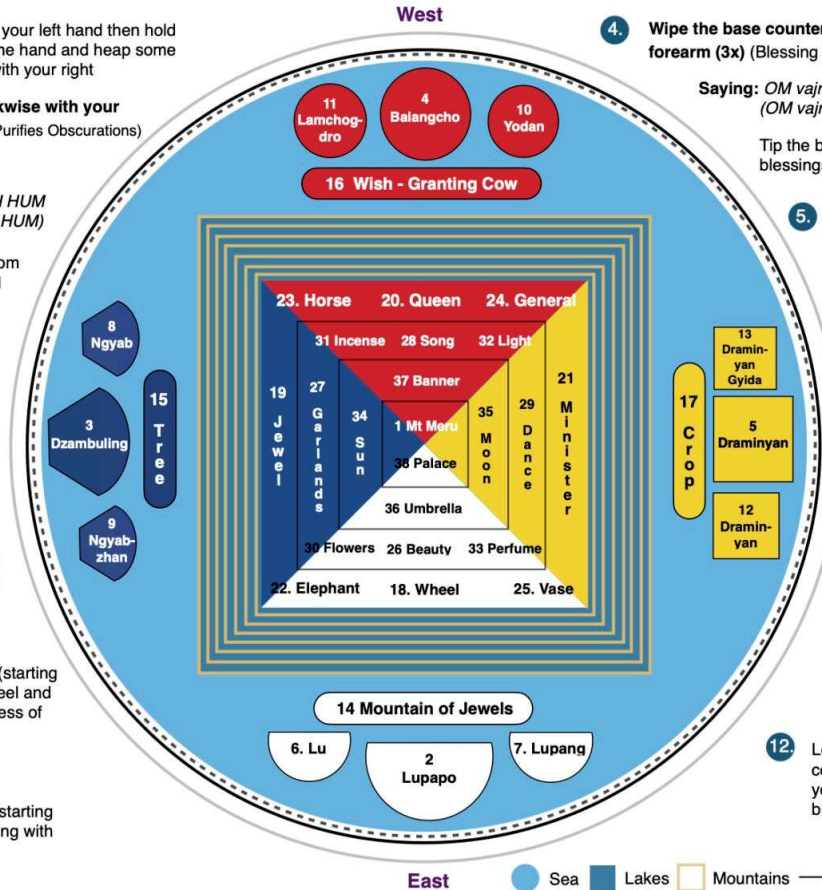 West
your left hand then hold
ne hand and heap some
with your right
kwise with your
Purifies Obscurations)
HUM
HUM)
om
(starting
eel and
ess of
starting
ng with
4.
Wipe the base counter
forearm (3x) (Blessing
Saying: OM vajr
(OM vajr
Tip the b
blessing
5.
11
Lamchog-
dro
4
Balangcho
10
Yodan
16 Wish - Granting Cow
23. Horse
20. Queen
24. General
31 Incense
28 Song
32 Light
37 Banner
1 Mt Meru
38 Palace
36 Umbrella
30 Flowers
26 Beauty
33 Perfume
22. Elephant
18. Wheel
25. Vase
8
Ngyab
3
Dzambuling
9
Ngyab-
zhan
15
Tree
19
Jewel
27
Garlands
34
Sun
35
Moon
29
Dance
21
Minister
17
Crop
13
Dramin-
yan
Gyida
5
Draminyan
12
Dramin-
yan
14 Mountain of Jewels
6. Lu
2
Lupapo
7. Lupang
12.
East
Sea
Lakes
Mountains